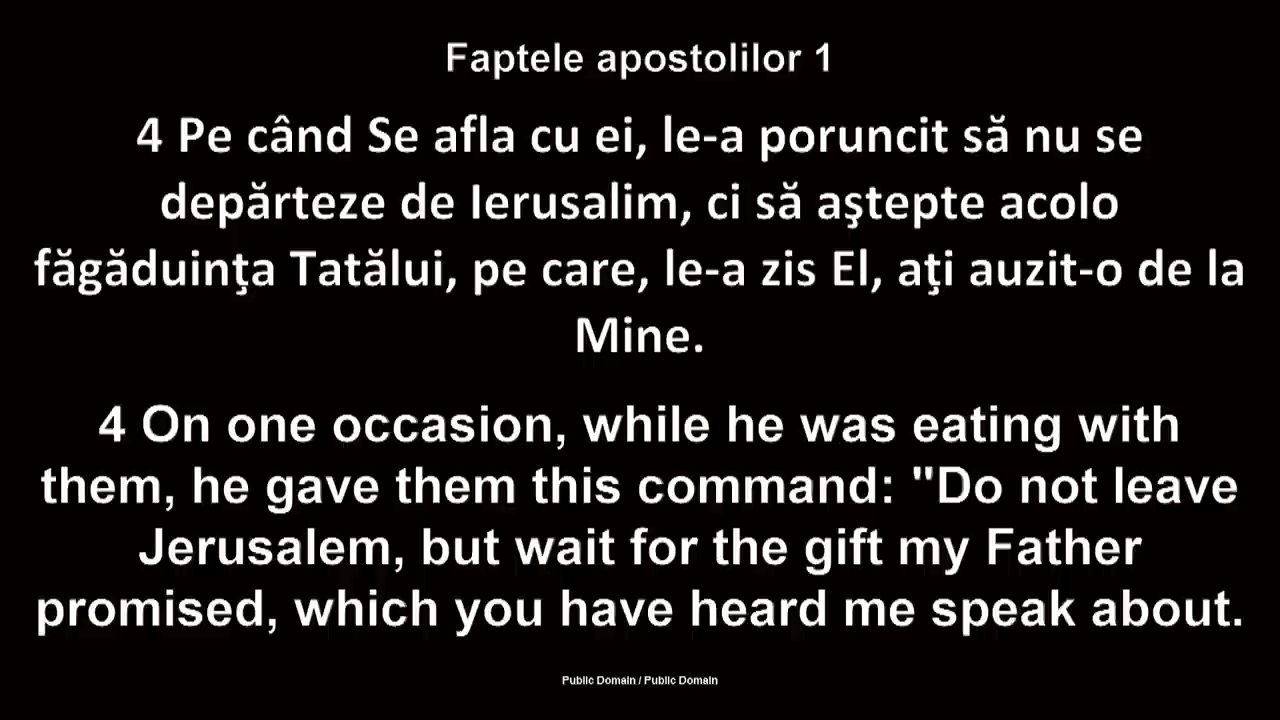 Faptele apostolilor 1
4 Pe când Se afla cu ei, le-a poruncit să nu se
depărteze de Ierusalim, ci să aştepte acolo
făgăduinţa Tatălui, pe care, le-a zis El, aţi auzit-o de la
Mine.
4 On one occasion, while he was eating with
them, he gave them this command: "Do not leave
Jerusalem, but wait for the gift my Father
promised, which you have heard me speak about.
Public Domain / Public Domain